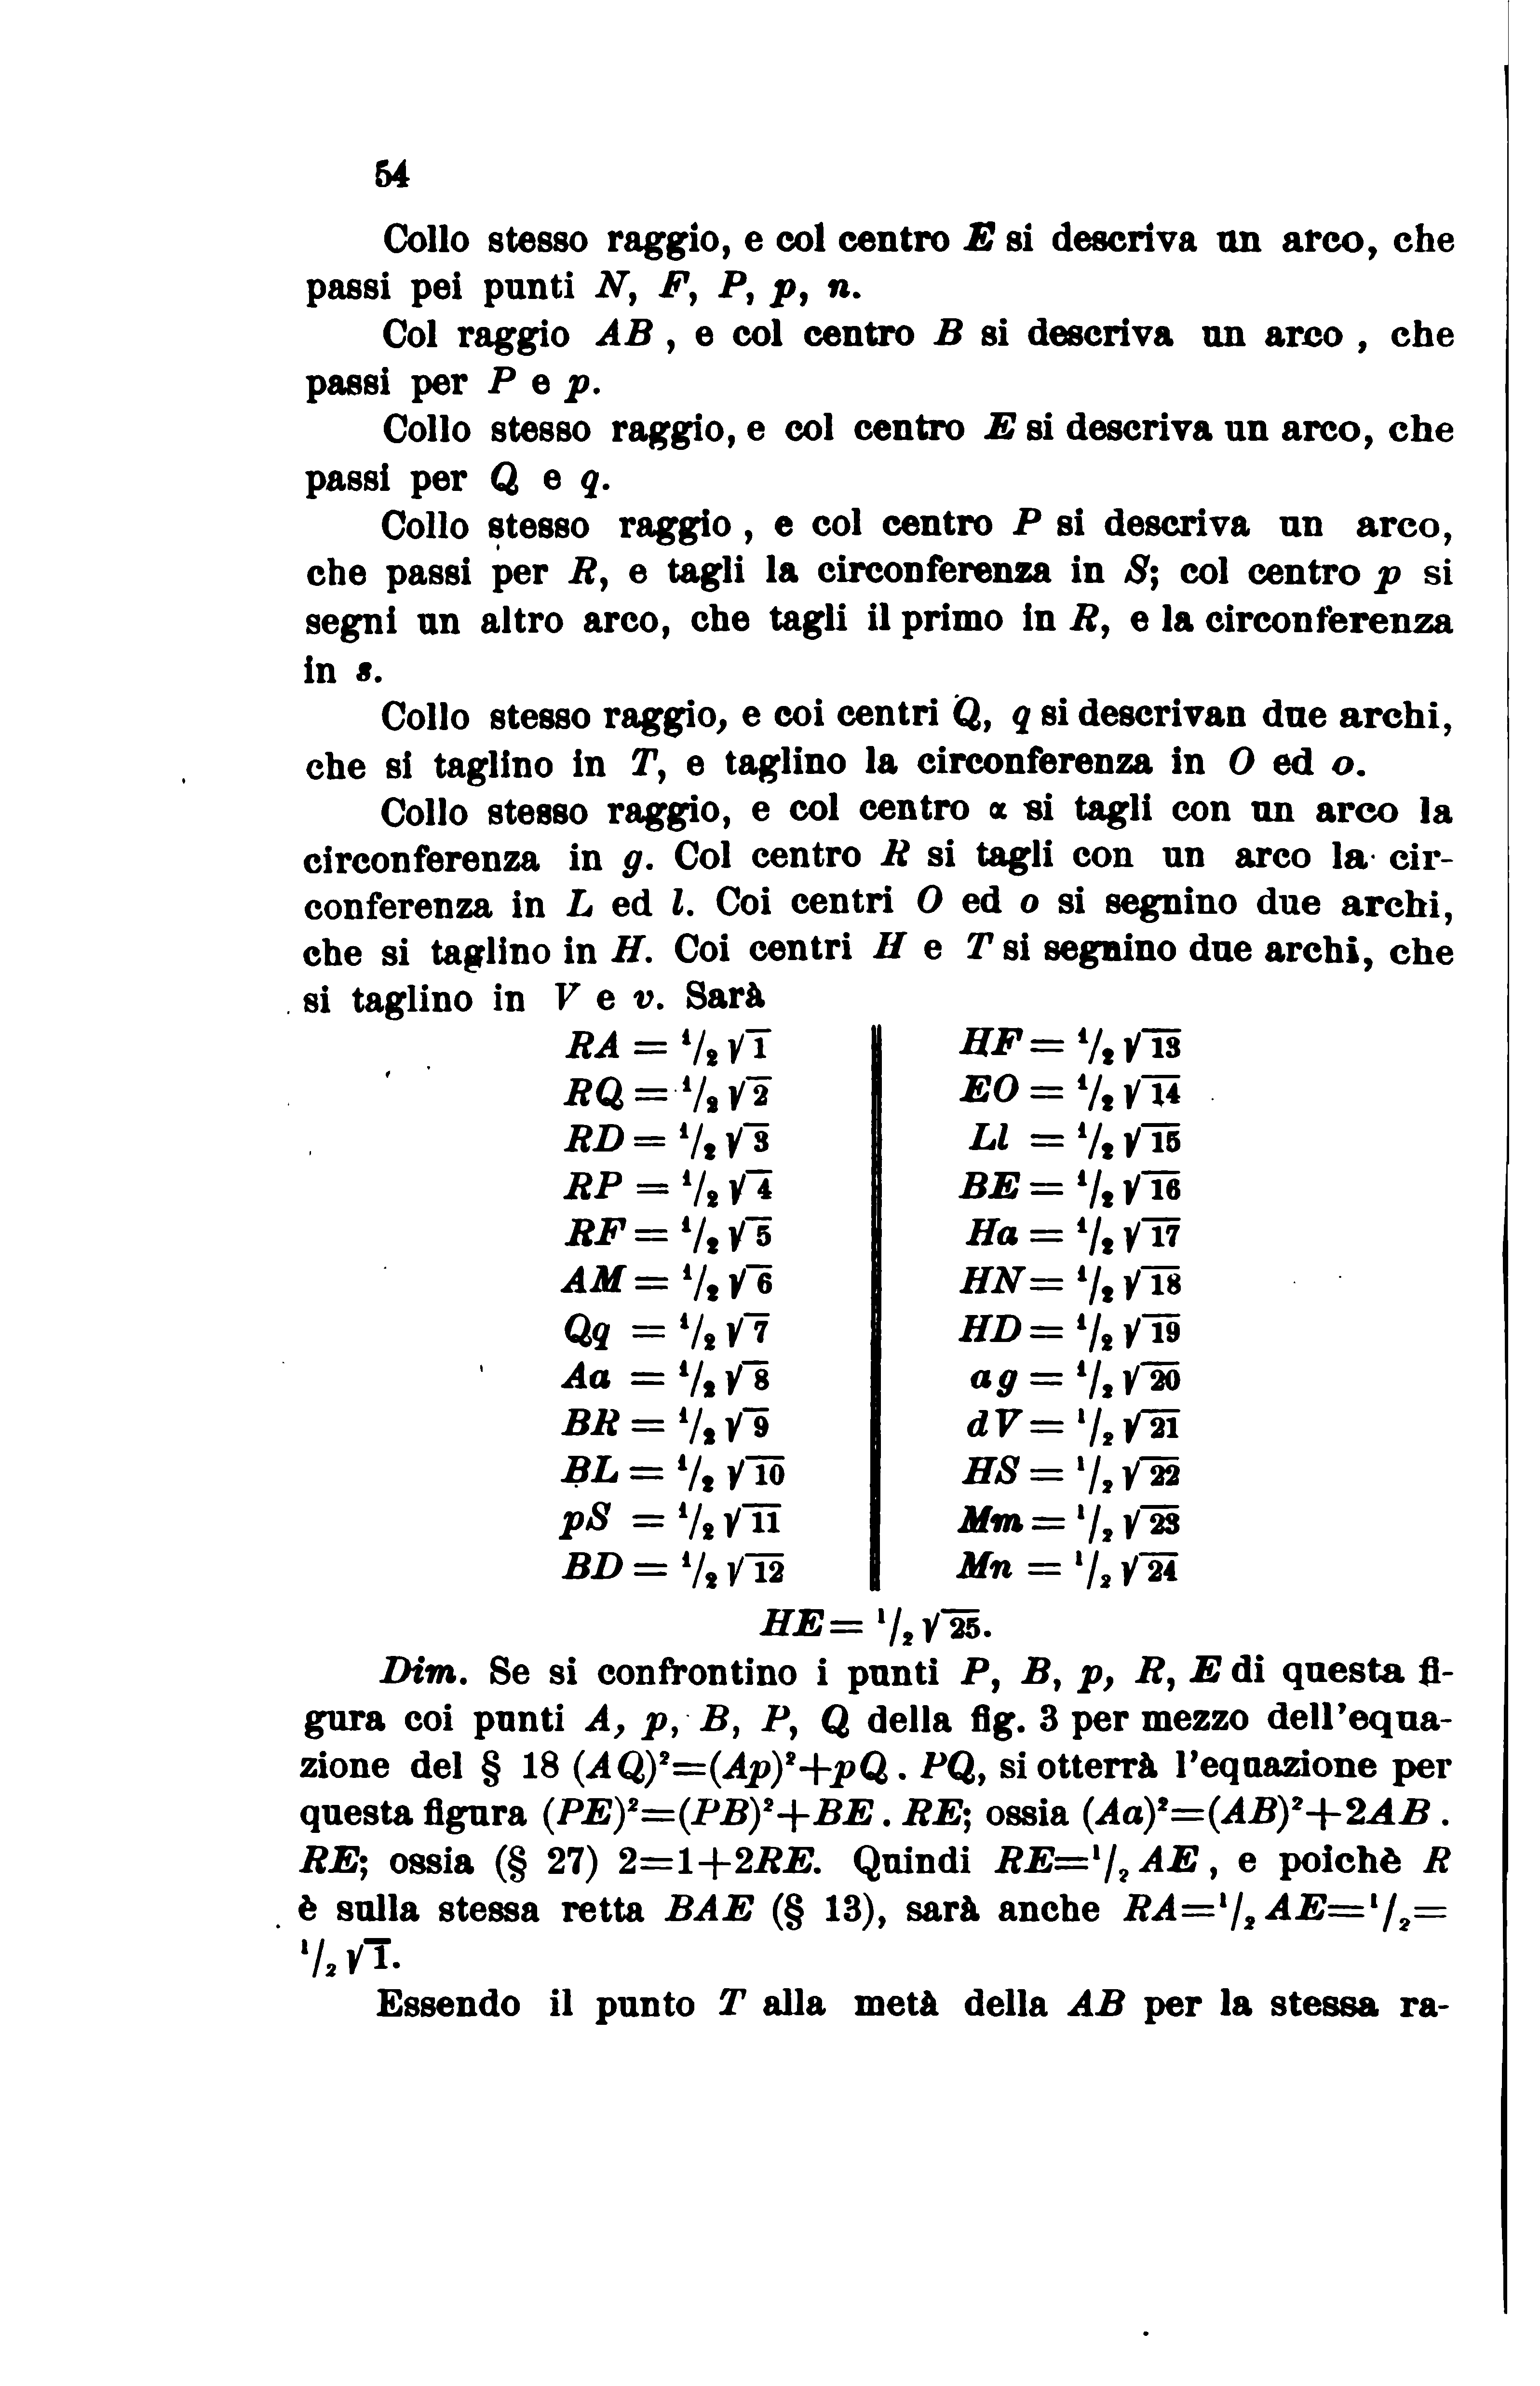 54
Collo stesso raggio, e col centro E si descriva un arco, che
passi pei punti N, F, P, p, n.
Col raggio AB , e col centro B si descriva un arco , che
passi per P e p.
Collo stesso raggio, e col centro E si descriva un arco, che
passi per Q e q.
Collo stesso raggio , e col centro P si descriva un arco,
che passi per R, e tagli la circonferenza in S; col centro p si
segni un altro arco, che tagli il primo in R, e la circonferenza
in s.
Collo stesso raggio, e coi centri Q, q si descrivan due archi,
che si taglino in T, e taglino la circonferenza in O ed o.
Collo stesso raggio, e col centro α si tagli con un arco la
circonferenza in g. Col centro R si tagli con un arco la cir-
conferenza in L ed l. Coi centri O ed o si segnino due archi,
che si taglino in H. Coi centri H e T si segnino due archi, che
si taglino in V e v. Sarà
RA = ¹/₂ √1
RQ = ¹/₂ √2
RD = ¹/₂ √3
RP = ¹/₂ √4
RF = ¹/₂ √5
AM = ¹/₂ √6
Qq = ¹/₂ √7
Aa = ¹/₂ √8
BR = ¹/₂ √9
BL = ¹/₂ √10
pS = ¹/₂ √11
BD = ¹/₂ √12
HF = ¹/₂ √13
EO = ¹/₂ √14
Ll = ¹/₂ √15
BE = ¹/₂ √16
Ha = ¹/₂ √17
HN = ¹/₂ √18
HD = ¹/₂ √19
ag = ¹/₂ √20
dV = ¹/₂ √21
HS = ¹/₂ √22
Mm = ¹/₂ √23
Mn = ¹/₂ √24
HE = ¹/₂ √25.
Dim. Se si confrontino i punti P, B, p, R, E di questa fi-
gura coi punti A, p, B, P, Q della fig. 3 per mezzo dell'equa-
zione del § 18 (AQ)²=(Ap)²+pQ . PQ, si otterrà l'equazione per
questa figura (PE)²=(PB)²+BE . RE; ossia (Aa)²=(AB)²+2AB .
RE; ossia (§ 27) 2=1+2RE. Quindi RE=¹/₂ AE , e poichè R
è sulla stessa retta BAE (§ 13), sarà anche RA=¹/₂ AE=¹/₂=
¹/₂ √1.
Essendo il punto T alla metà della AB per la stessa ra-